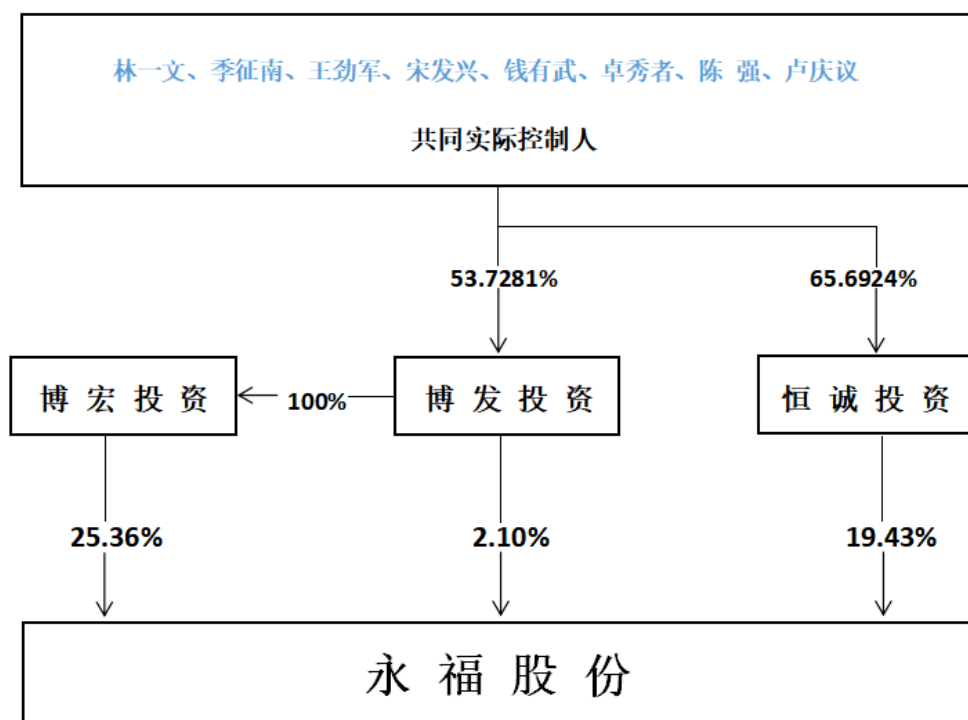 林一文、季征南、王劲军、宋发兴、钱有武、卓秀者、陈 强、卢庆议
共同实际控制人
53.7281%
65.6924%
博 宏 投 资
100%
博 发 投 资
恒 诚 投 资
25.36%
2.10%
19.43%
永 福 股 份